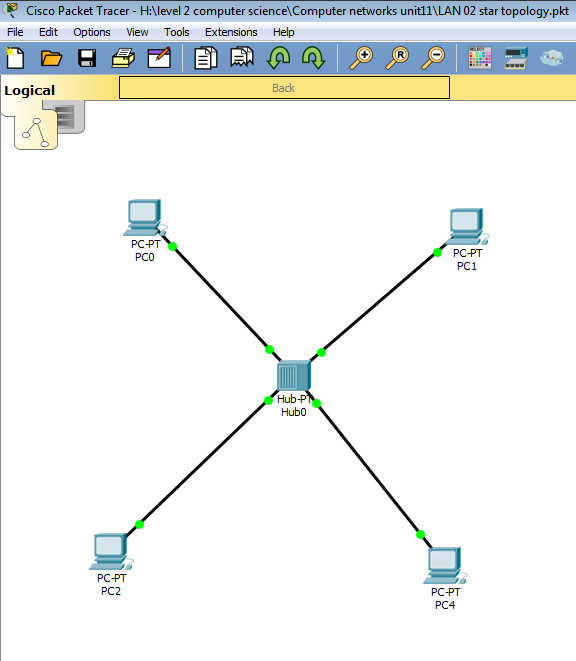 Cisco Packet Tracer - H:\level 2 computer science\Computer networks unit11\LAN 02 star topology.pkt
File Edit Options View Tools Extensions Help
SELECT
Logical
Back
PC-PT
PC0
PC-PT
PC1
Hub-PT
Hub0
PC-PT
PC2
PC-PT
PC4